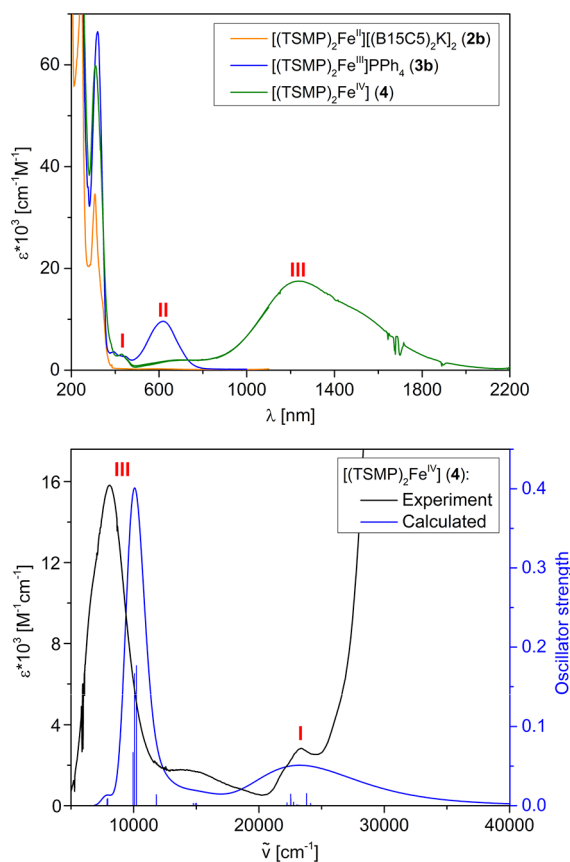 [(TSMP)₂Feᴵᴵ][(B15C5)₂K]₂ (2b)
[(TSMP)₂Feᴵᴵᴵ]PPh₄ (3b)
[(TSMP)₂Feᴵⱽ] (4)
60
40
20
0
ε*10³ [cm⁻¹M⁻¹]
I
II
III
200 600 1000 1400 1800 2200
λ [nm]
III
[(TSMP)₂Feᴵⱽ] (4):
Experiment
Calculated
16
12
8
4
0
ε*10³ [M⁻¹cm⁻¹]
I
0.4
0.3
0.2
0.1
0.0
Oscillator strength
10000 20000 30000 40000
ν̃ [cm⁻¹]